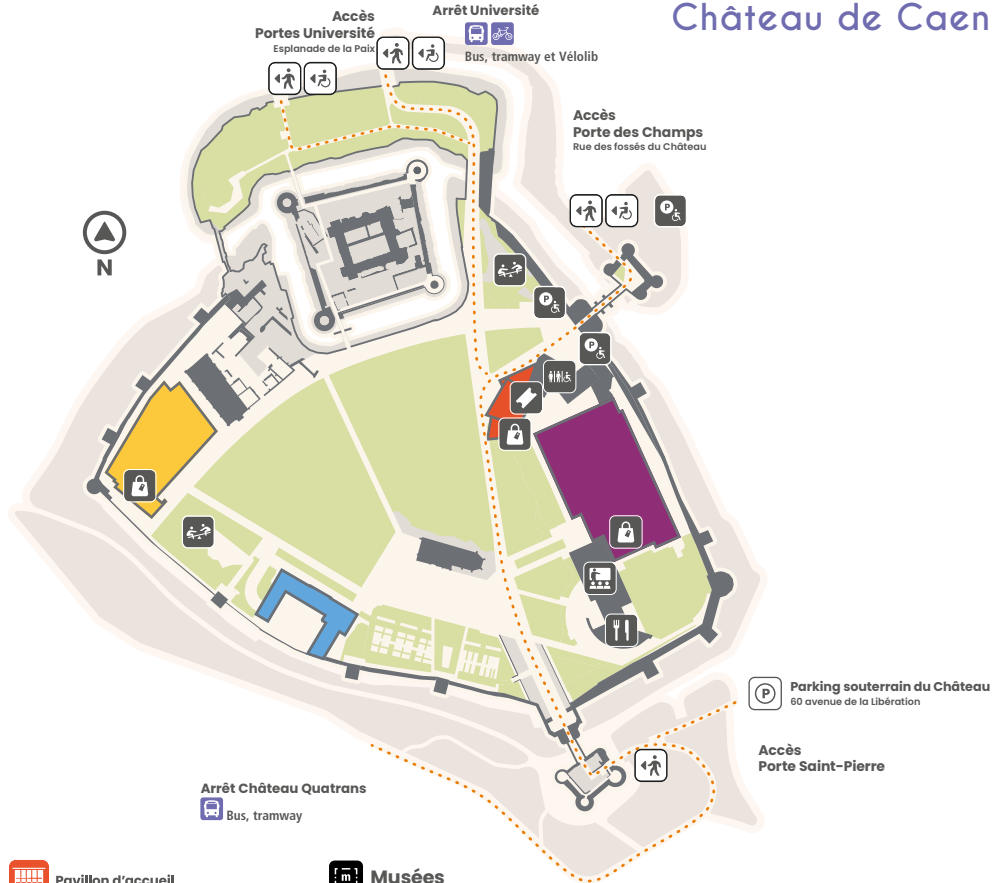 Château de Caen
Arrêt Université
Bus, tramway et Vélolib
Accès
Portes Université
Esplanade de la Paix
Accès
Porte des Champs
Rue des fossés du Château
P
N
P
P
P
Parking souterrain du Château
60 avenue de la Libération
Accès
Porte Saint-Pierre
Arrêt Château Quatrans
Bus, tramway
Pavillon d'accueil
[m]
Musées